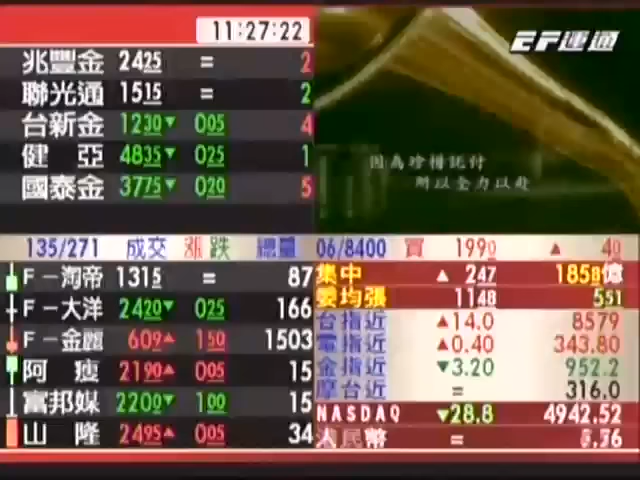 11:27:22
兆豐金 2425 = 2
聯光通 1515 = 2
台新金 1230▼ 005 4
健亞 4835▼ 025 1
國泰金 3775▼ 020 5
EF運通
因為珍惜託付
所以全力以赴
135/271 成交 漲跌 總量
F-淘帝 1315 = 87
F-大洋 2420▼ 025 166
F-金麗 609▲ 150 1503
阿瘦 2190▲ 005 15
富邦媒 2200▼ 100 15
山隆 2495▲ 005 34
06/8400 買 1990 ▲ 40
集中 ▲ 247 1858億
委均張 1148 551
台指近 ▲14.0 8579
電指近 ▲0.40 343.80
金指近 ▼3.20 952.2
摩台近 = 316.0
NASDAQ ▼28.8 4942.52
人民幣 =